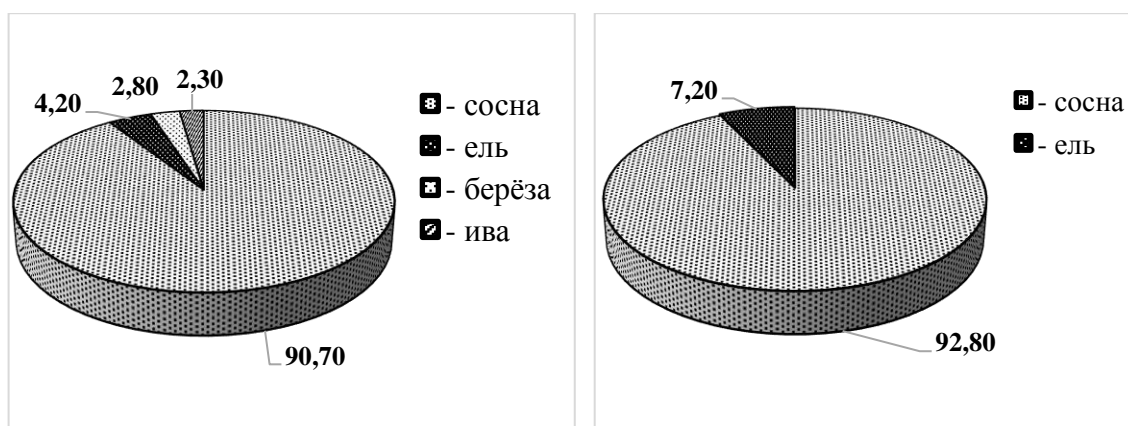 4,20
2,80
2,30
90,70
- сосна
- ель
- берёза
- ива
7,20
92,80
- сосна
- ель